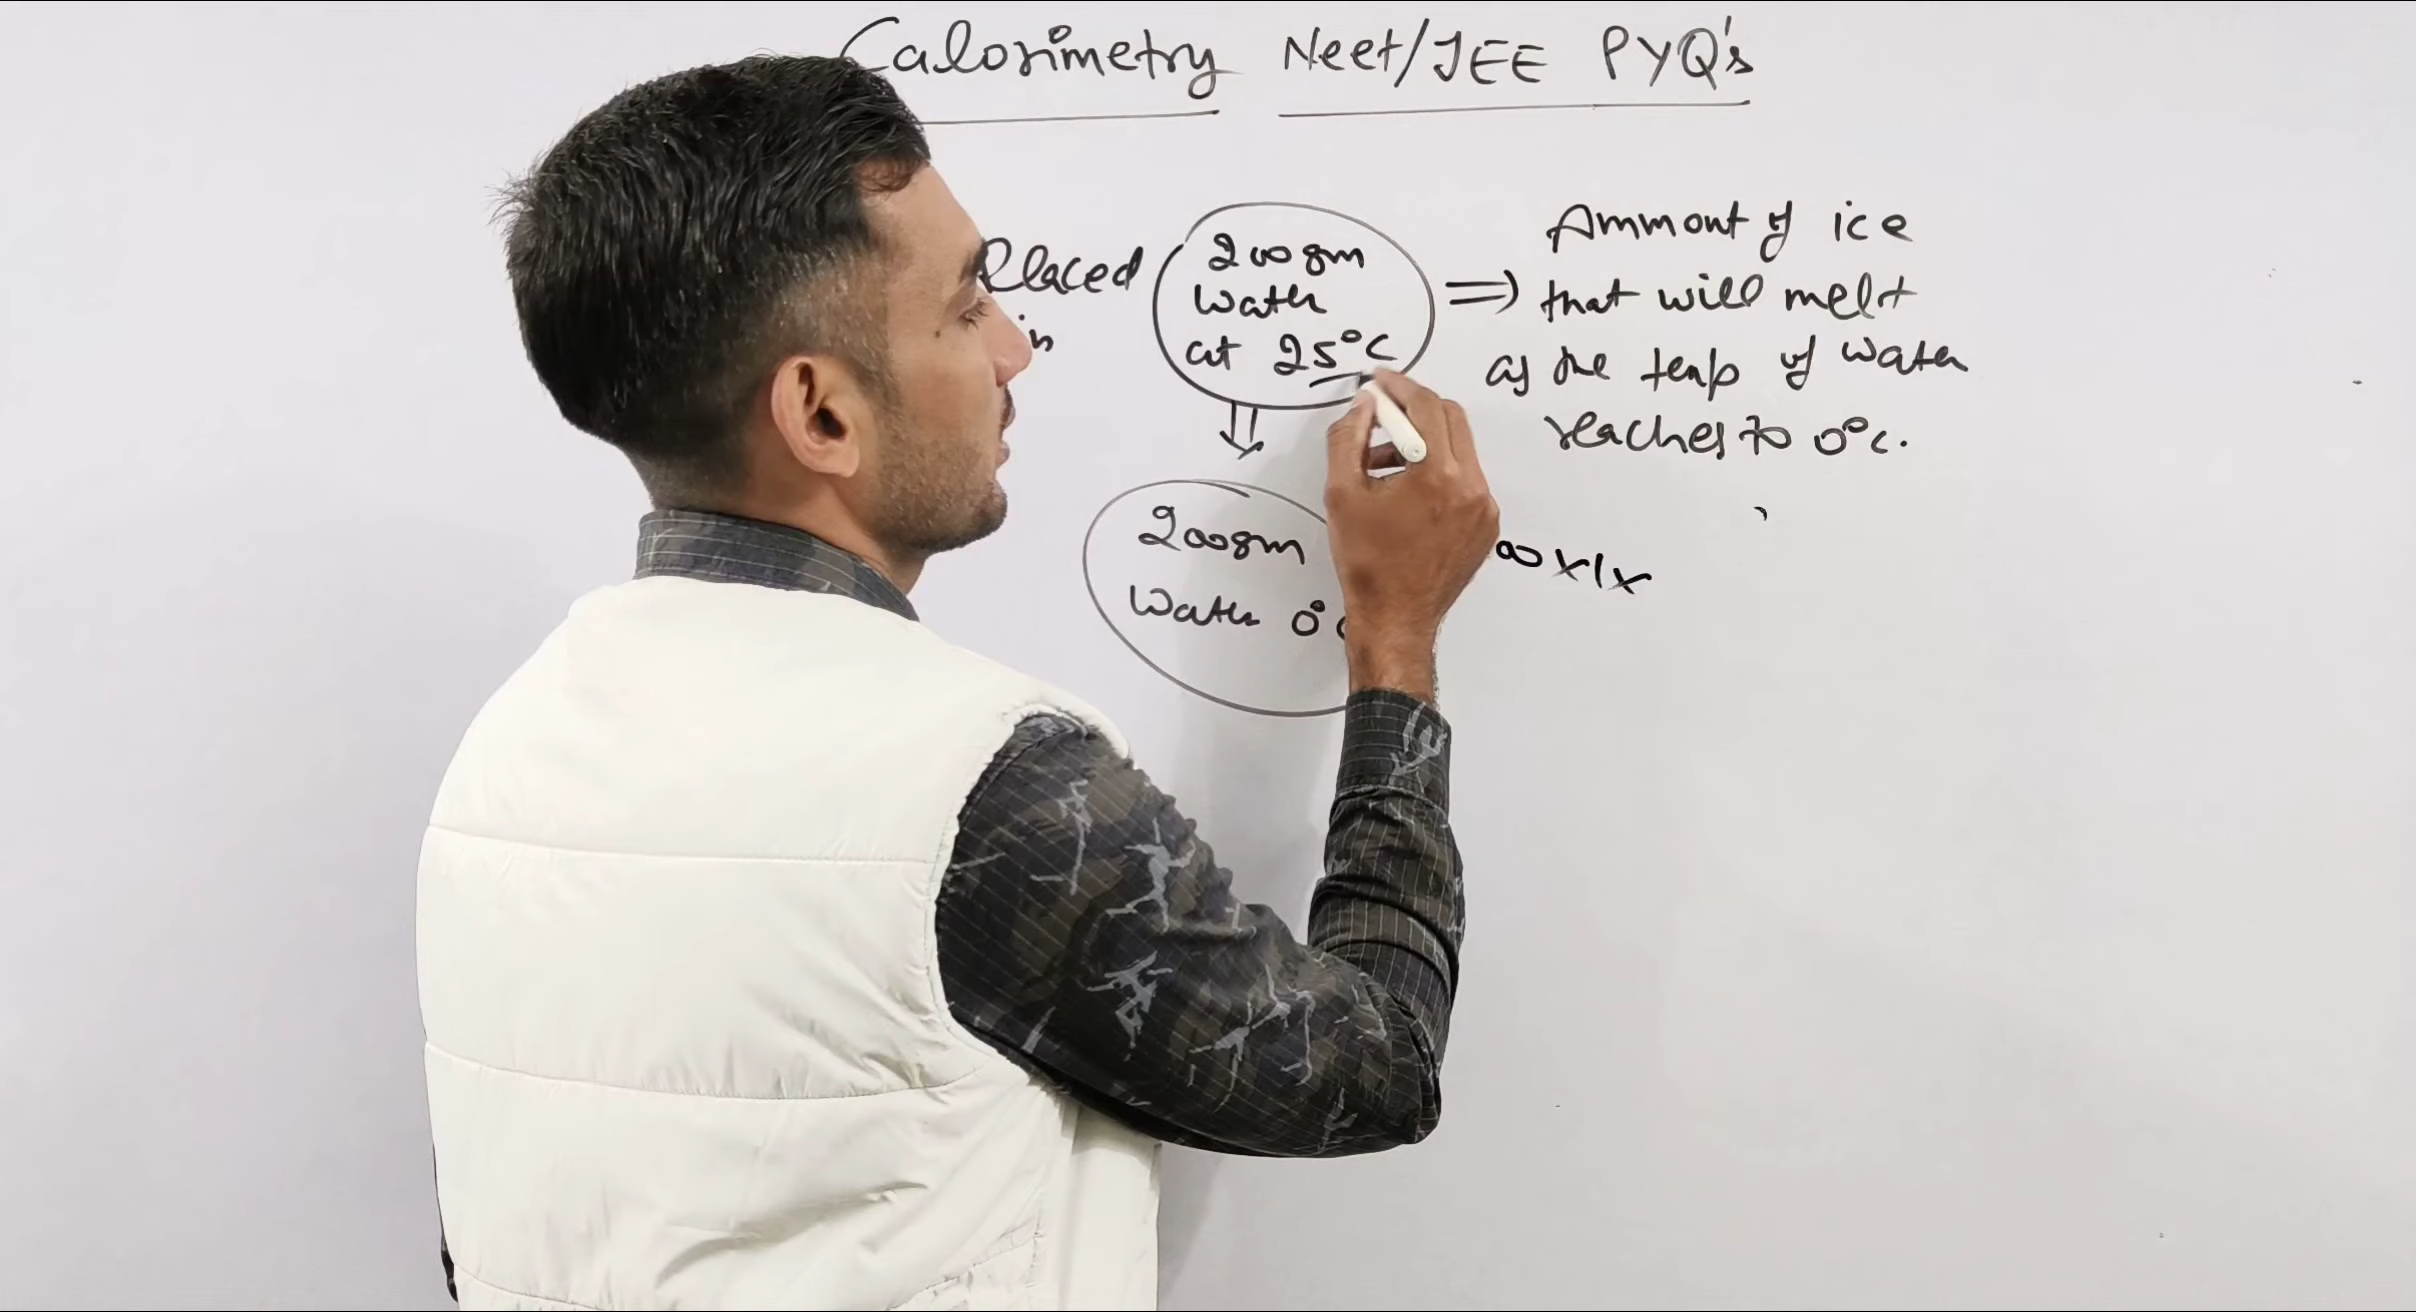 Calorimetry Neet/JEE PYQ's
Placed
in
200gm
Water
at 25°C
⇒
Ammont of ice
that will melt
as the temp of water
reaches to 0°c.
200gm
Water 0°c
00x1x